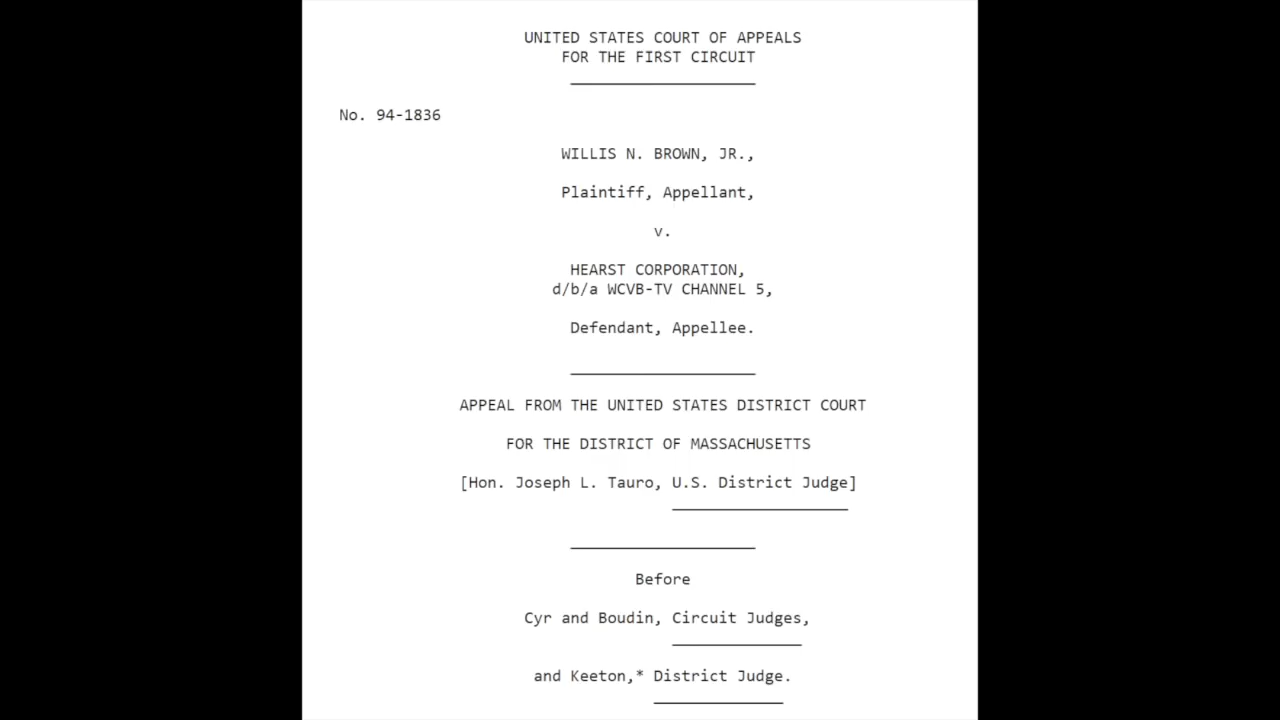 UNITED STATES COURT OF APPEALS
FOR THE FIRST CIRCUIT
No. 94-1836
WILLIS N. BROWN, JR.,
Plaintiff, Appellant,
v.
HEARST CORPORATION,
d/b/a WCVB-TV CHANNEL 5,
Defendant, Appellee.
APPEAL FROM THE UNITED STATES DISTRICT COURT
FOR THE DISTRICT OF MASSACHUSETTS
[Hon. Joseph L. Tauro, U.S. District Judge]
Before
Cyr and Boudin, Circuit Judges,
and Keeton,* District Judge.